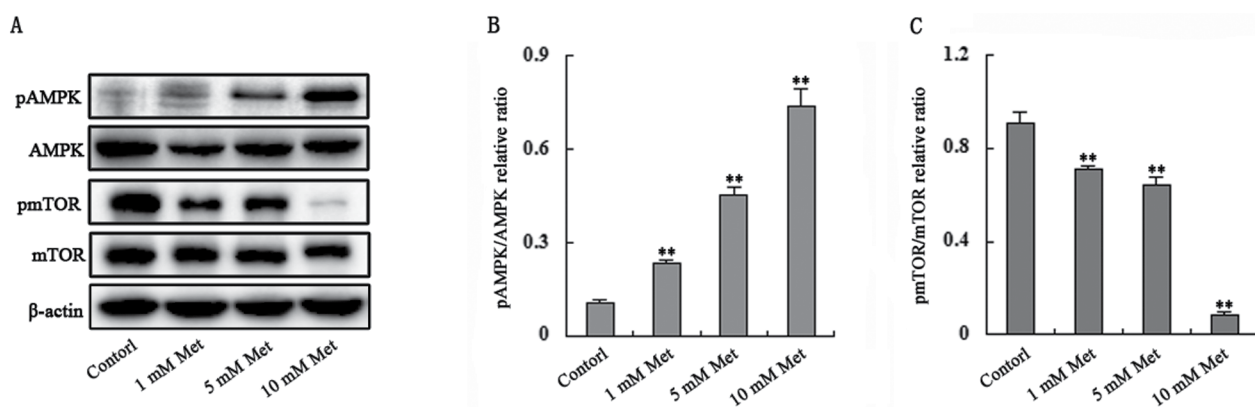 A
pAMPK
AMPK
pmTOR
mTOR
β-actin
Contorl
1 mM Met
5 mM Met
10 mM Met
B
pAMPK/AMPK relative ratio
0.9
0.6
0.3
0
**
**
**
Contorl
1 mM Met
5 mM Met
10 mM Met
C
pmTOR/mTOR relative ratio
1.2
0.8
0.4
0
**
**
**
Contorl
1 mM Met
5 mM Met
10 mM Met